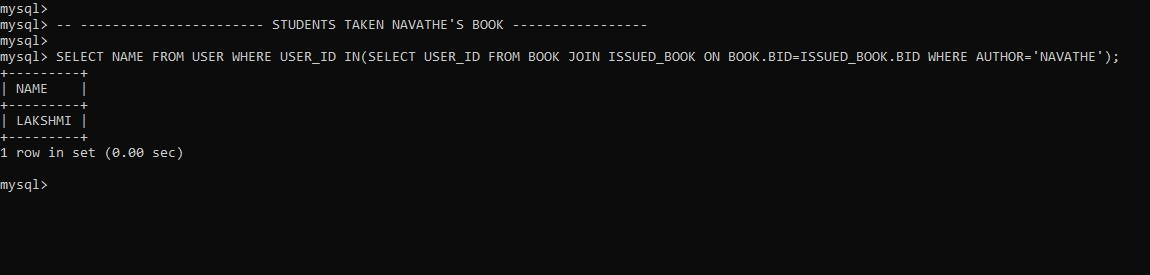 mysql>
mysql> -- ----------------------- STUDENTS TAKEN NAVATHE'S BOOK -----------------
mysql>
mysql> SELECT NAME FROM USER WHERE USER_ID IN(SELECT USER_ID FROM BOOK JOIN ISSUED_BOOK ON BOOK.BID=ISSUED_BOOK.BID WHERE AUTHOR='NAVATHE');
+---------+
| NAME    |
+---------+
| LAKSHMI |
+---------+
1 row in set (0.00 sec)

mysql>